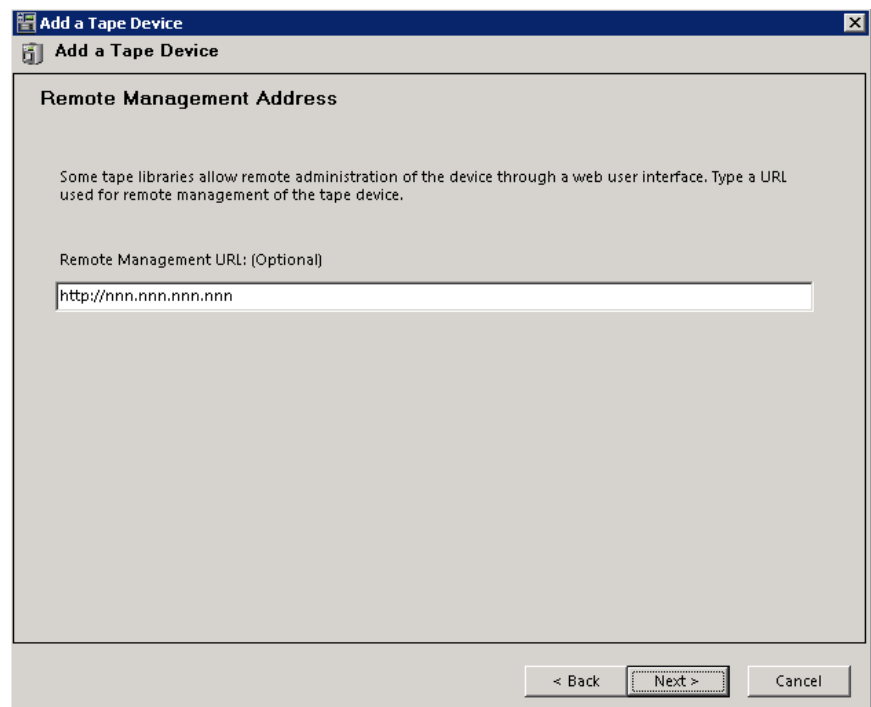 Add a Tape Device
Add a Tape Device
Remote Management Address
Some tape libraries allow remote administration of the device through a web user interface. Type a URL
used for remote management of the tape device.
Remote Management URL: (Optional)
http://nnn.nnn.nnn.nnn
< Back Next > Cancel